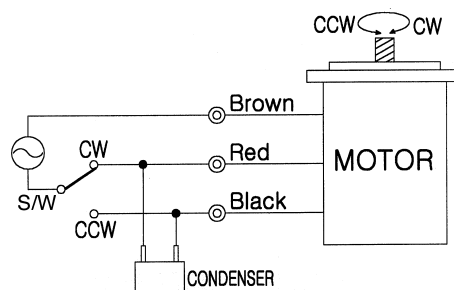 CCW CW
Brown
CW
Red
MOTOR
S/W
Black
CCW
CONDENSER